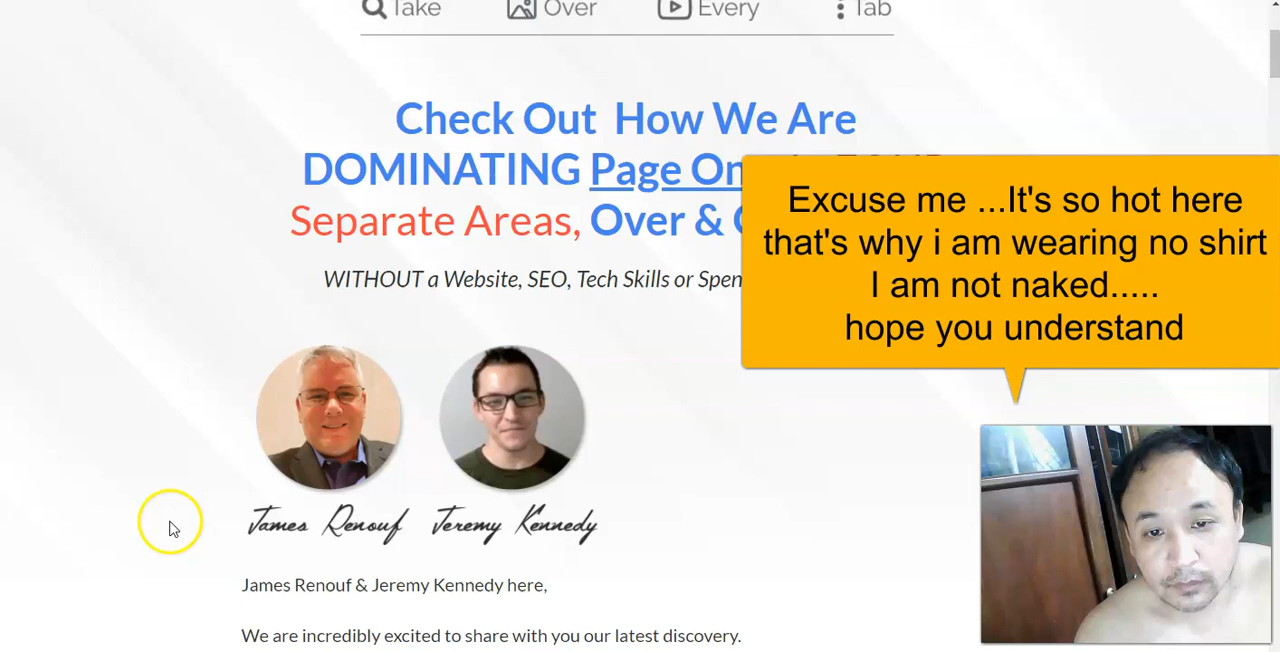 Take Over Every Tab
Check Out How We Are
DOMINATING Page
Separate Areas, Over &
WITHOUT a Website, SEO, Tech Skills or
Excuse me ...It's so hot here
that's why i am wearing no shirt
I am not naked.....
hope you understand
James Renouf Jeremy Kennedy
James Renouf & Jeremy Kennedy here,
We are incredibly excited to share with you our latest discovery.